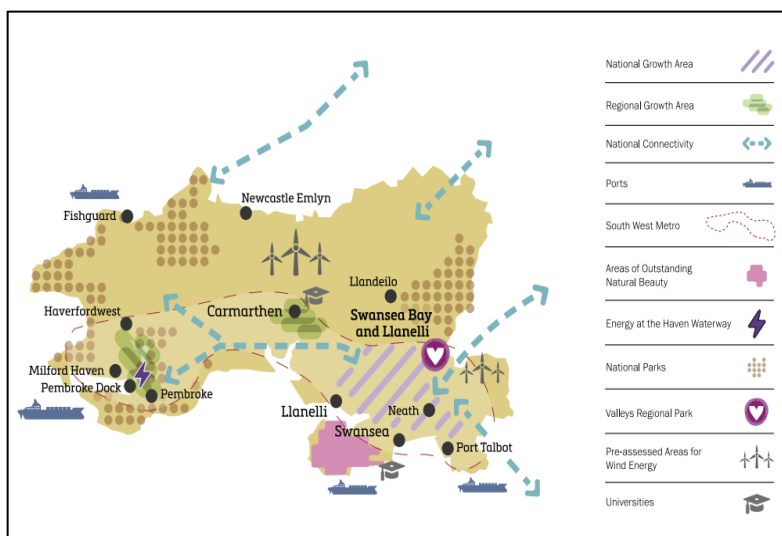 Newcastle Emlyn
Fishguard
Llandeilo
Haverfordwest
Carmarthen
Swansea Bay
and Llanelli
Milford Haven
Pembroke Dock
Pembroke
Llanelli
Neath
Swansea
Port Talbot
National Growth Area
Regional Growth Area
National Connectivity
Ports
South West Metro
Areas of Outstanding
Natural Beauty
Energy at the Haven Waterway
National Parks
Valleys Regional Park
Pre-assessed Areas for
Wind Energy
Universities